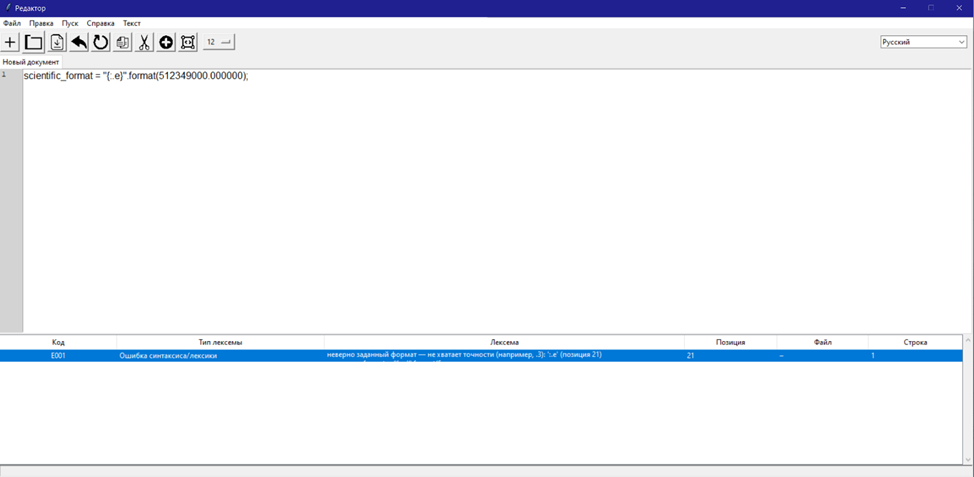 Редактор
Файл Правка Пуск Справка Текст
12
Русский
Новый документ
1 scientific_format = "{:.e}".format(512349000.000000);
Код Тип лексемы Лексема Позиция Файл Строка
E001 Ошибка синтаксиса/лексики неверно заданный формат — не хватает точности (например, .3): ':.e' (позиция 21) 21 – 1